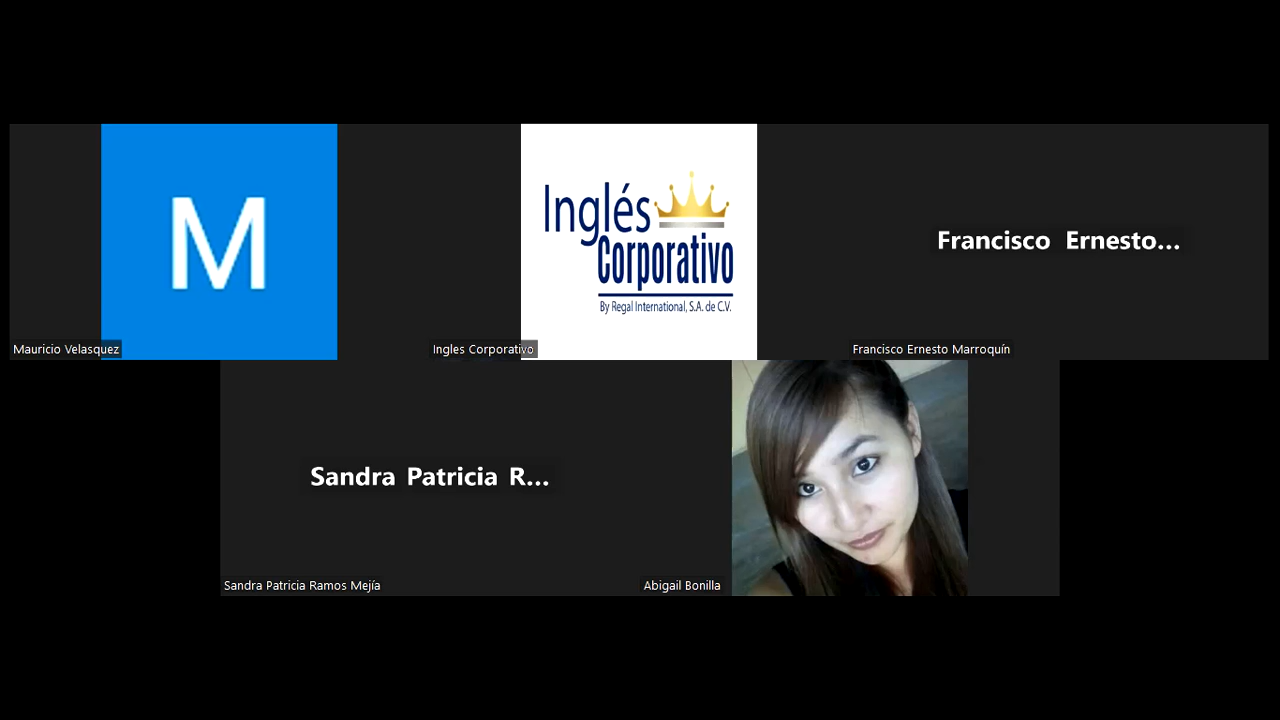 M
Inglés
Corporativo
By Regal International, S.A. de C.V.
Francisco Ernesto...
Mauricio Velasquez
Ingles Corporativo
Francisco Ernesto Marroquín
Sandra Patricia R...
Sandra Patricia Ramos Mejía
Abigail Bonilla